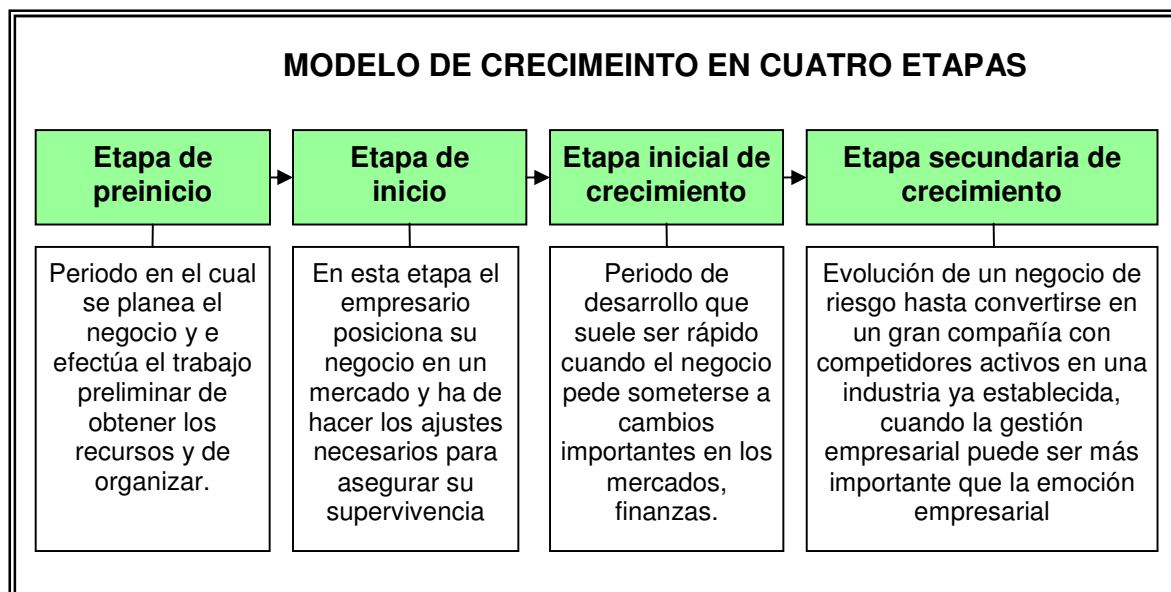 MODELO DE CRECIMEINTO EN CUATRO ETAPAS
Etapa de
preinicio
Etapa de
inicio
Etapa inicial de
crecimiento
Etapa secundaria de
crecimiento
Periodo en el cual
se planea el
negocio y e
efectúa el trabajo
preliminar de
obtener los
recursos y de
organizar.
En esta etapa el
empresario
posiciona su
negocio en un
mercado y ha de
hacer los ajustes
necesarios para
asegurar su
supervivencia
Periodo de
desarrollo que
suele ser rápido
cuando el negocio
pede someterse a
cambios
importantes en los
mercados,
finanzas.
Evolución de un negocio de
riesgo hasta convertirse en
un gran compañía con
competidores activos en una
industria ya establecida,
cuando la gestión
empresarial puede ser más
importante que la emoción
empresarial